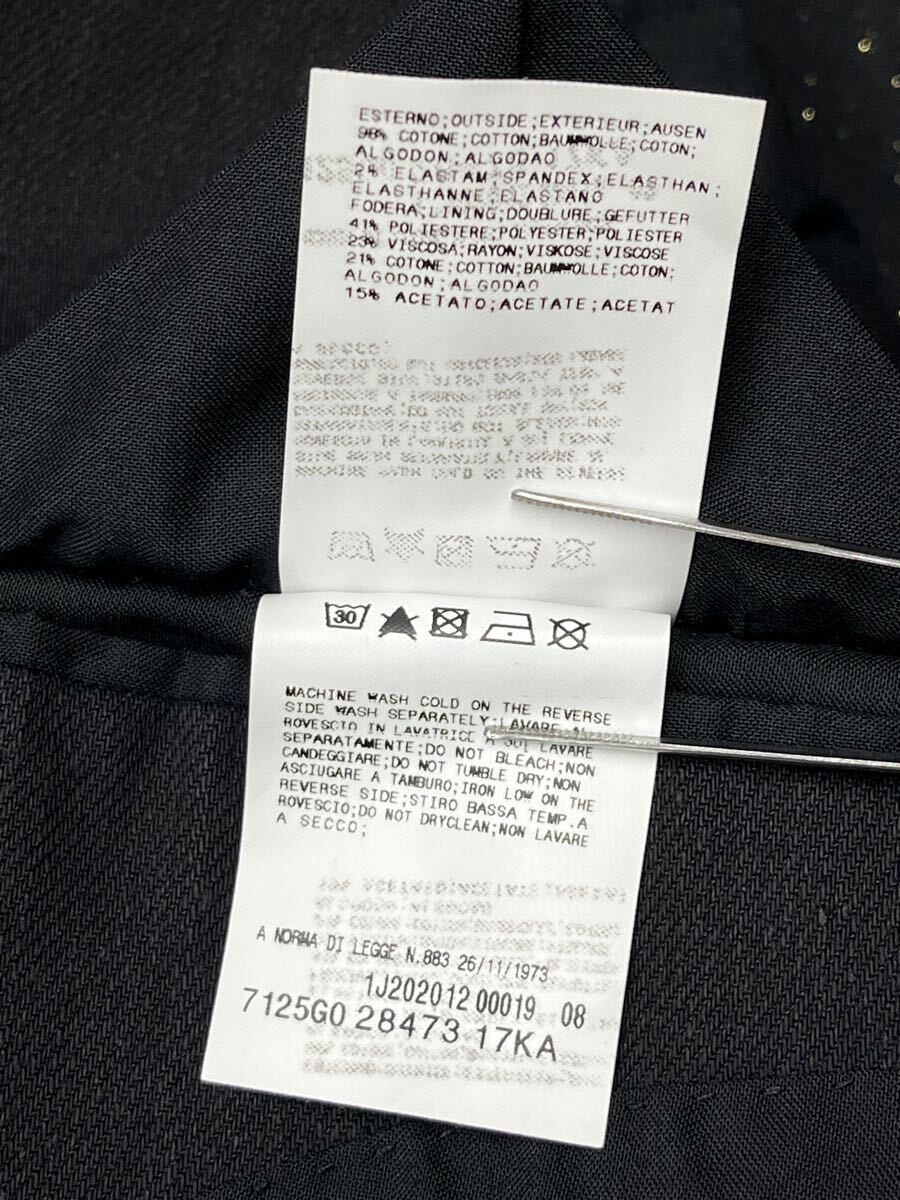 ESTERNO;OUTSIDE;EXTERIEUR;AUSEN
98% COTONE;COTTON;BAUMWOLLE;COTON;
ALGODON;ALGODAO
2% ELASTAM;SPANDEX;ELASTHAN;
ELASTHANNE;ELASTANO
FODERA;LINING;DOUBLURE;GEFUTTER
41% POLIESTERE;POLYESTER;POLIESTER
23% VISCOSA;RAYON;VISKOSE;VISCOSE
21% COTONE;COTTON;BAUMWOLLE;COTON;
ALGODON;ALGODAO
15% ACETATO;ACETATE;ACETAT
30
MACHINE WASH COLD ON THE REVERSE
SIDE WASH SEPARATELY;LAVARE A
ROVESCIO IN LAVATRICE A 30; LAVARE
SEPARATAMENTE;DO NOT BLEACH;NON
CANDEGGIARE;DO NOT TUMBLE DRY;NON
ASCIUGARE A TAMBURO;IRON LOW ON THE
REVERSE SIDE;STIRO BASSA TEMP.A
ROVESCIO;DO NOT DRYCLEAN;NON LAVARE
A SECCO;
A NORMA DI LEGGE N.883 26/11/1973
1J202012 00019 08
7125G0 28473 17KA